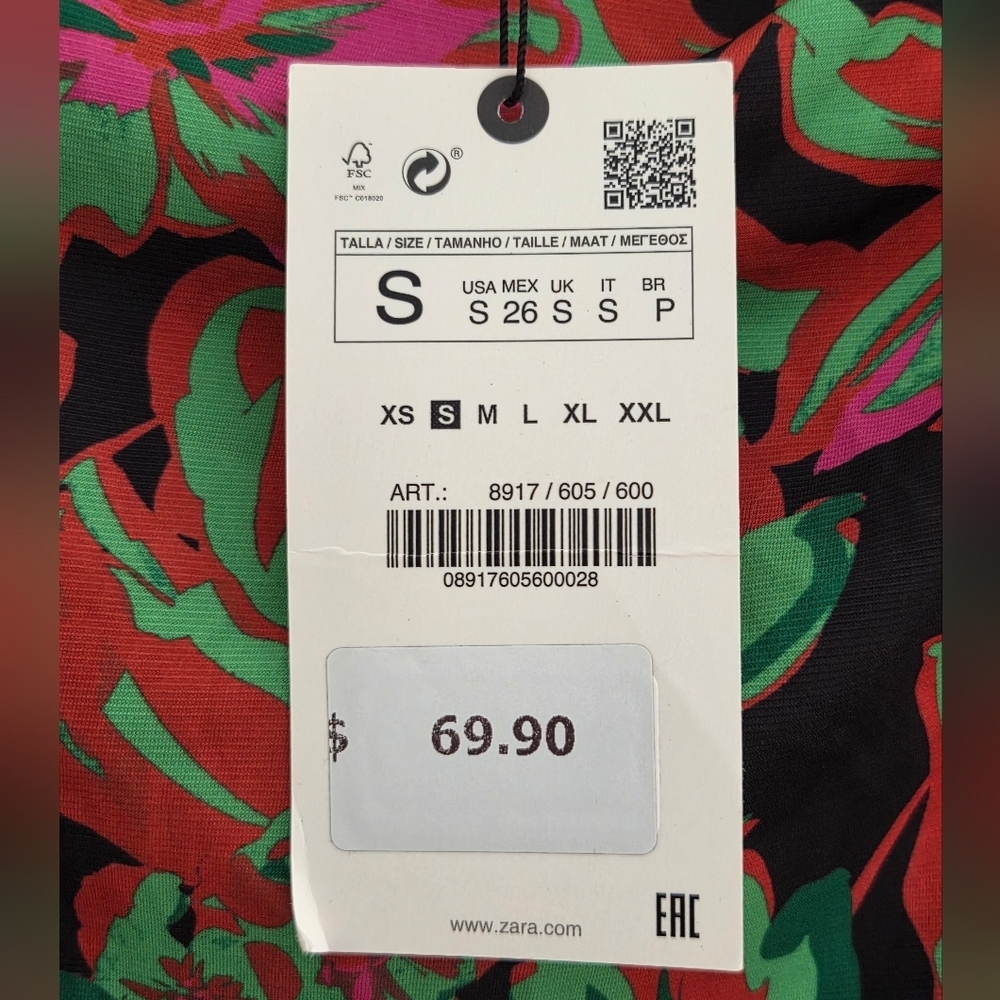 ®
FSC
MIX
FSC™ C018020
TALLA / SIZE / TAMANHO / TAILLE / MAAT / ΜΕΓΕΘΟΣ
S
USA MEX UK IT BR
S 26 S S P
XS S M L XL XXL
ART.: 8917 / 605 / 600
08917605600028
$ 69.90
www.zara.com
EAC